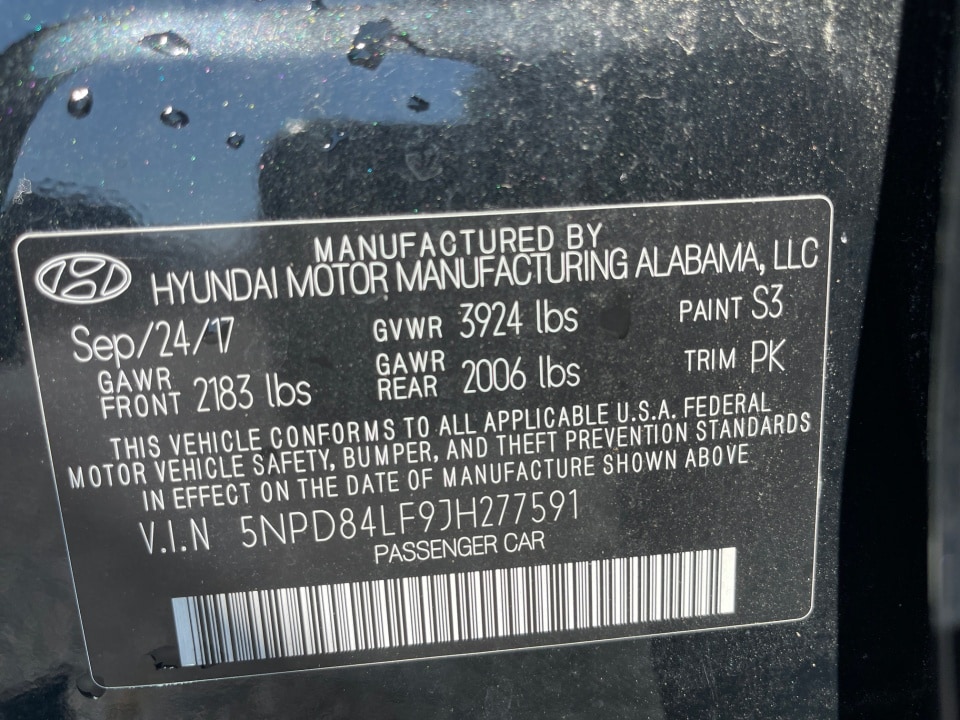 MANUFACTURED BY
HYUNDAI MOTOR MANUFACTURING ALABAMA, LLC
Sep/24/17 GVWR 3924 lbs PAINT S3
GAWR FRONT 2183 lbs GAWR REAR 2006 lbs TRIM PK
THIS VEHICLE CONFORMS TO ALL APPLICABLE U.S.A. FEDERAL
MOTOR VEHICLE SAFETY, BUMPER, AND THEFT PREVENTION STANDARDS
IN EFFECT ON THE DATE OF MANUFACTURE SHOWN ABOVE
V.I.N 5NPD84LF9JH277591
PASSENGER CAR